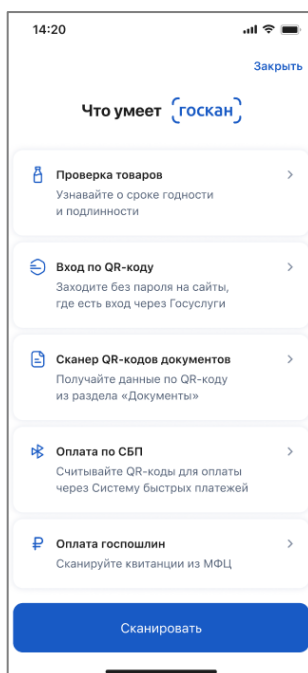 14:20
Закрыть
Что умеет госкан
Проверка товаров
Узнавайте о сроке годности
и подлинности
Вход по QR-коду
Заходите без пароля на сайты,
где есть вход через Госуслуги
Сканер QR-кодов документов
Получайте данные по QR-коду
из раздела «Документы»
Оплата по СБП
Считывайте QR-коды для оплаты
через Систему быстрых платежей
Оплата госпошлин
Сканируйте квитанции из МФЦ
Сканировать